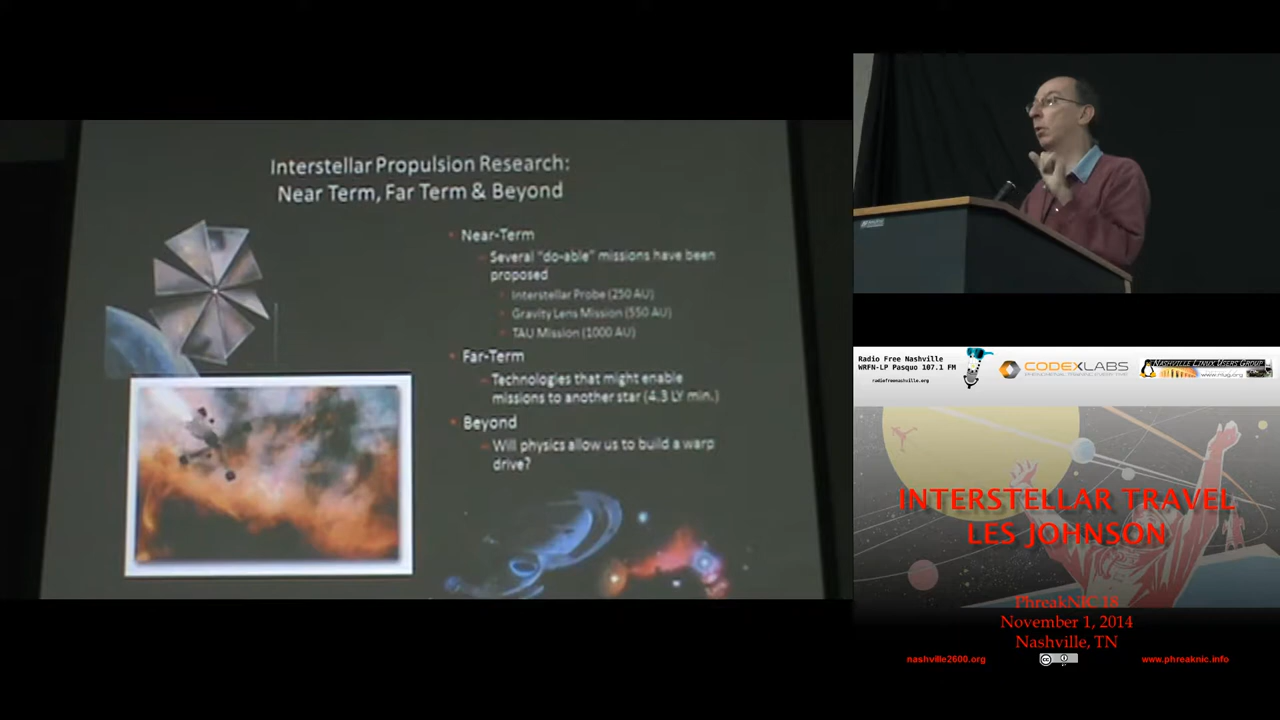 Interstellar Propulsion Research:
Near Term, Far Term & Beyond
Near-Term
Several "do-able" missions have been
proposed
Interstellar Probe (250 AU)
Gravity Lens Mission (550 AU)
TAU Mission (1000 AU)
Far-Term
Technologies that might enable
missions to another star (4.3 LY min.)
Beyond
Will physics allow us to build a warp
drive?
Radio Free Nashville
WRFN-LP Pasquo 107.1 FM
radiofreenashville.org
CODEXLABS
NASHVILLE LINUX USERS GROUP
www.nlug.org
INTERSTELLAR TRAVEL
LES JOHNSON
PhreakNIC 18
November 1, 2014
Nashville, TN
nashville2600.org
www.phreaknic.info